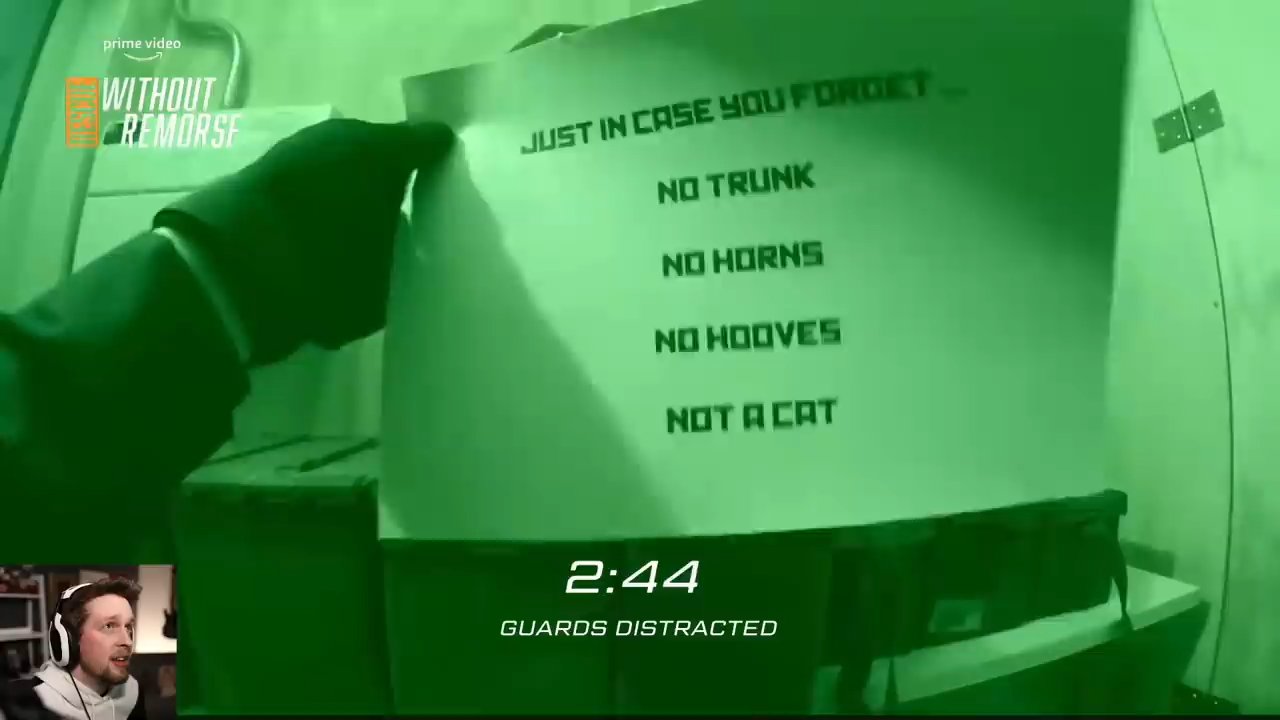 prime video
WITHOUT
REMORSE
JUST IN CASE YOU FORGET ...
NO TRUNK
NO HORNS
NO HOOVES
NOT A CAT
2:44
GUARDS DISTRACTED